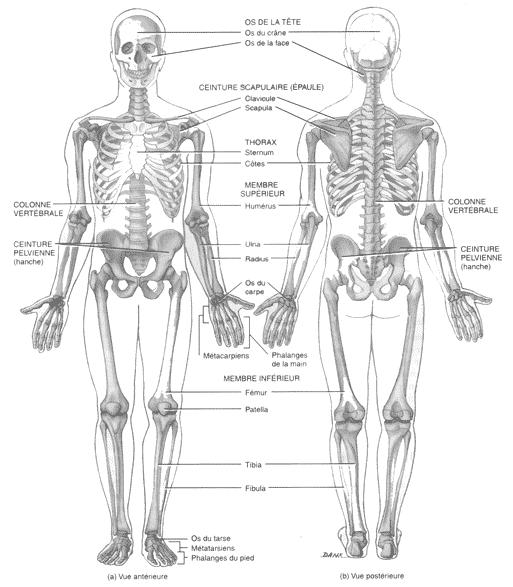 OS DE LA TÊTE
Os du crâne
Os de la face
CEINTURE SCAPULAIRE (ÉPAULE)
Clavicule
Scapula
THORAX
Sternum
Côtes
MEMBRE
SUPÉRIEUR
Humérus
COLONNE
VERTÉBRALE
COLONNE
VERTÉBRALE
CEINTURE
PELVIENNE
(hanche)
Ulna
Radius
CEINTURE
PELVIENNE
(hanche)
Os du
carpe
Métacarpiens
Phalanges
de la main
MEMBRE INFÉRIEUR
Fémur
Patella
Tibia
Fibula
Os du tarse
Métatarsiens
Phalanges du pied
(a) Vue antérieure
(b) Vue postérieure